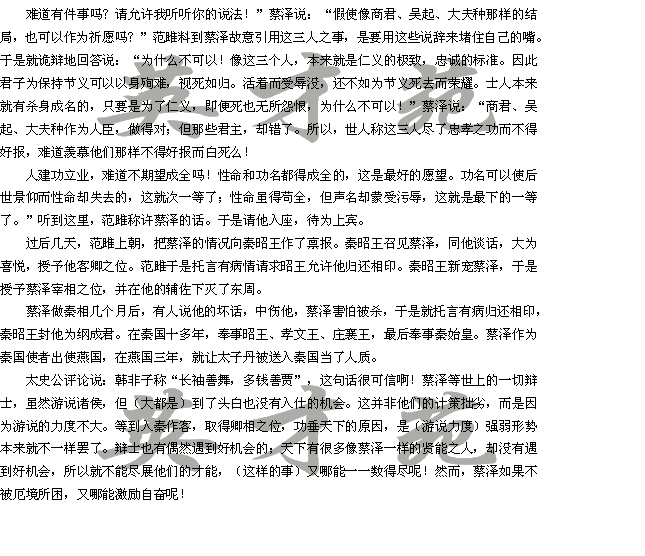 难道有件事吗？请允许我听听你的说法！”蔡泽说：“假使像商君、吴起、大夫种那样的结
局，也可以作为祈愿吗？”范雎料到蔡泽故意引用这三人之事，是要用这些说辞来堵住自己的嘴。
于是就诡辩地回答说：“为什么不可以！像这三个人，本来就是仁义的极致，忠诚的标准。因此
君子为保持节义可以以身殉难，视死如归。活着而受辱没，还不如为节义死去而荣耀。士人本来
就有杀身成名的，只要是为了仁义，即便死也无所怨恨，为什么不可以！”蔡泽说：“商君、吴
起、大夫种作为人臣，做得对，但那些君主，却错了。所以，世人称这三人尽了忠孝之功而不得
好报，难道羡慕他们那样不得好报而白死么！
人建功立业，难道不期望成全吗！性命和功名都得成全的，这是最好的愿望。功名可以使后
世景仰而性命却失去的，这就次一等了；性命里得苟全，但声名却蒙受污辱，这就是最下的一等
了。”听到这里，范雎称许蔡泽的话。于是请他入座，待为上宾。
过后几天，范雎上朝，把蔡泽的情况向秦昭王作了禀报。秦昭王召见蔡泽，同他谈话，大为
喜悦，授予他客卿之位。范雎于是托言有病情请求昭王允许他归还相印。秦昭王新宠蔡泽，于是
授予蔡泽宰相之位，并在他的辅佐下灭了东周。
蔡泽做秦相几个月后，有人说他的坏话，中伤他，蔡泽害怕被杀，于是就托言有病归还相印，
秦昭王封他为纲成君。在秦国十多年，奉事昭王、孝文王、庄襄王，最后奉事秦始皇。蔡泽作为
秦国使者出使燕国，在燕国三年，就让太子丹被送入秦国当了人质。
太史公评论说：韩非子称“长袖善舞，多钱善贾”，这句话很可信啊！蔡泽等世上的一切辩
士，虽然游说诸侯，但（大都是）到了头白也没有入仕的机会。这并非他们的计策拙劣，而是因
为游说的力度不大。等到入秦作客，取得卿相之位，功垂天下的原因，是（游说力度）强弱形势
本来就不一样罢了。辩士也有偶然遇到好机会的；天下有很多像蔡泽一样的贤能之人，却没有遇
到好机会，所以就不能尽展他们的才能，（这样的事）又哪能一一数得尽呢！然而，蔡泽如果不
被厄境所困，又哪能激励自奋呢！
英才苑
英才苑